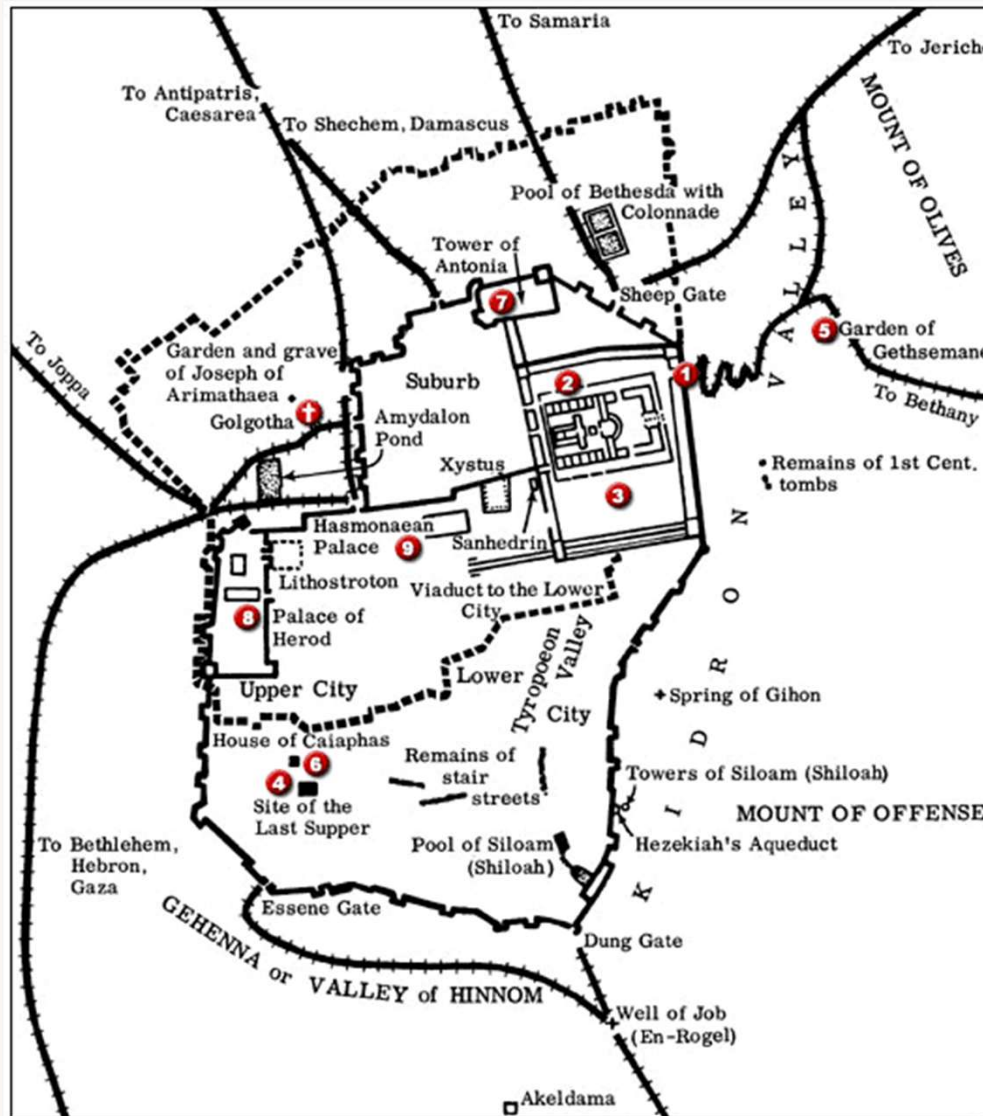 To Samaria
To Jerich
To Antipatris,
Caesarea
To Shechem, Damascus
MOUNT OF OLIVES
Pool of Bethesda with
Colonnade
Tower of
Antonia
7
Sheep Gate
VALLEY
5
Garden of
Gethsemane
To Bethany
To Joppa
Garden and grave
of Joseph of
Arimathaea
Golgotha
Suburb
2
1
Amydalon
Pond
Xystus
3
Remains of 1st Cent.
tombs
Hasmonaean
Palace
9
Sanhedrin
Lithostroton
Viaduct to the Lower
City
8
Palace of
Herod
Upper City
Lower
City
Tyropoeon
Valley
KIDRON
Spring of Gihon
House of Caiaphas
4
6
Site of the
Last Supper
Remains of
stair
streets
Towers of Siloam (Shiloah)
MOUNT OF OFFENSE
Hezekiah's Aqueduct
Pool of Siloam
(Shiloah)
To Bethlehem,
Hebron,
Gaza
Essene Gate
GEHENNA or VALLEY of HINNOM
Dung Gate
Well of Job
(En-Rogel)
Akeldama